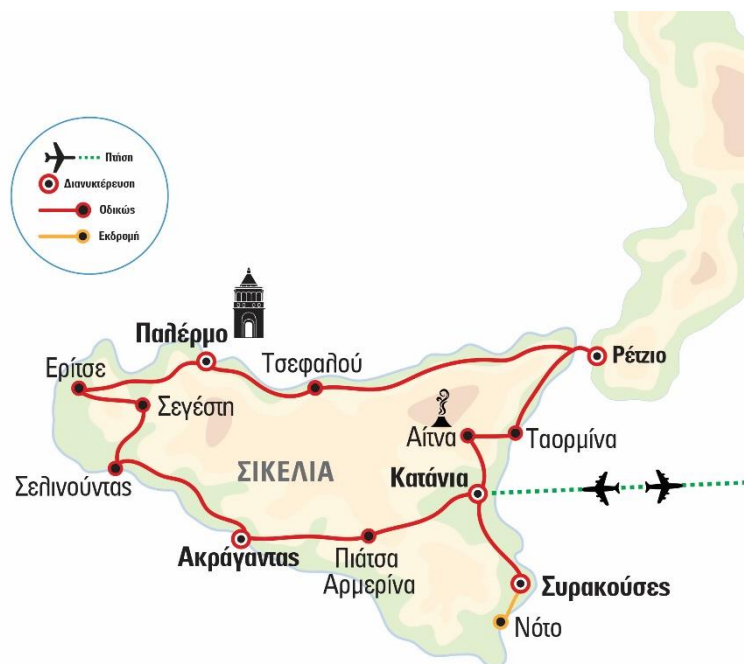 Πτήση
Διανυκτέρευση
Οδικώς
Εκδρομή
Παλέρμο
Ερίτσε
Τσεφαλού
Ρέτζιο
Σεγέστη
Αίτνα
Ταορμίνα
Σελινούντας
ΣΙΚΕΛΙΑ
Κατάνια
Ακράγαντας
Πιάτσα
Αρμερίνα
Συρακούσες
Νότο